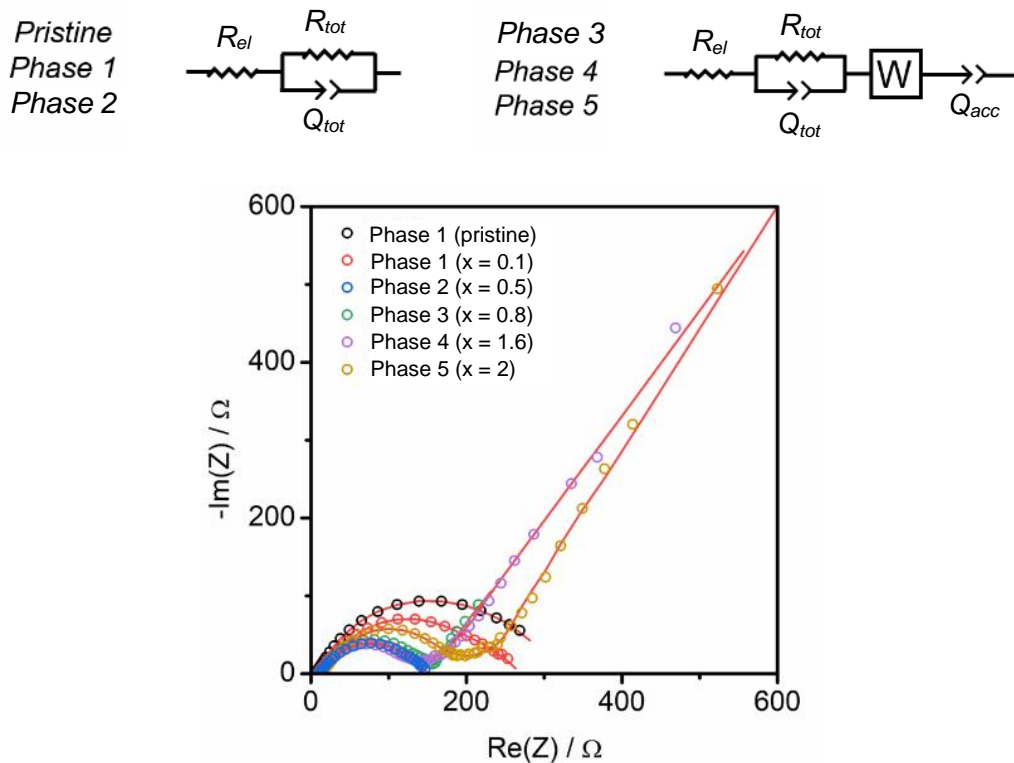 Pristine
Phase 1
Phase 2
R_el
R_tot
Q_tot
Phase 3
Phase 4
Phase 5
R_el
R_tot
Q_tot
W
Q_acc
600
400
200
0
-Im(Z) / Ω
Phase 1 (pristine)
Phase 1 (x = 0.1)
Phase 2 (x = 0.5)
Phase 3 (x = 0.8)
Phase 4 (x = 1.6)
Phase 5 (x = 2)
0 200 400 600
Re(Z) / Ω